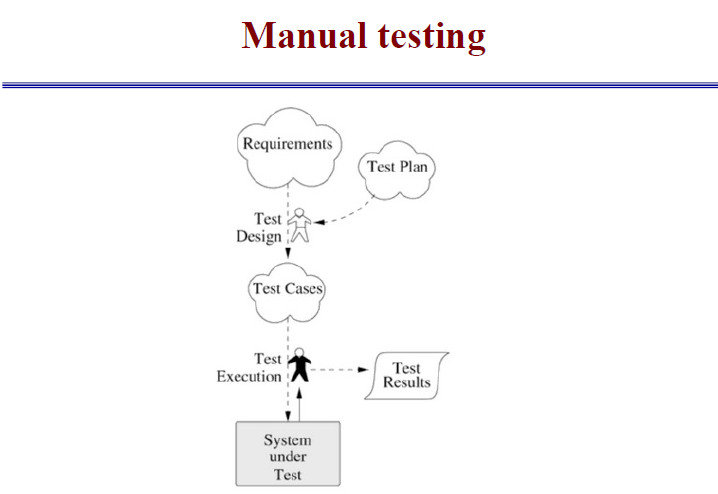 Manual testing
Requirements
Test Plan
Test
Design
Test Cases
Test
Execution
Test
Results
System
under
Test